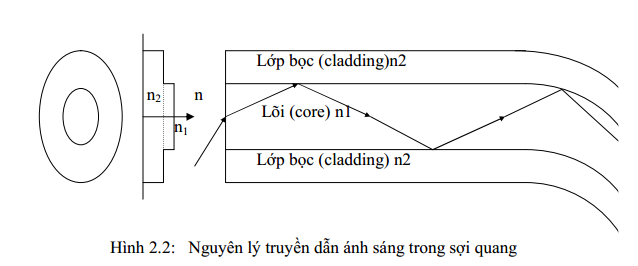 Lớp bọc (cladding)n2
n2 n
Lõi (core) n1
n1
Lớp bọc (cladding) n2
Hình 2.2: Nguyên lý truyền dẫn ánh sáng trong sợi quang